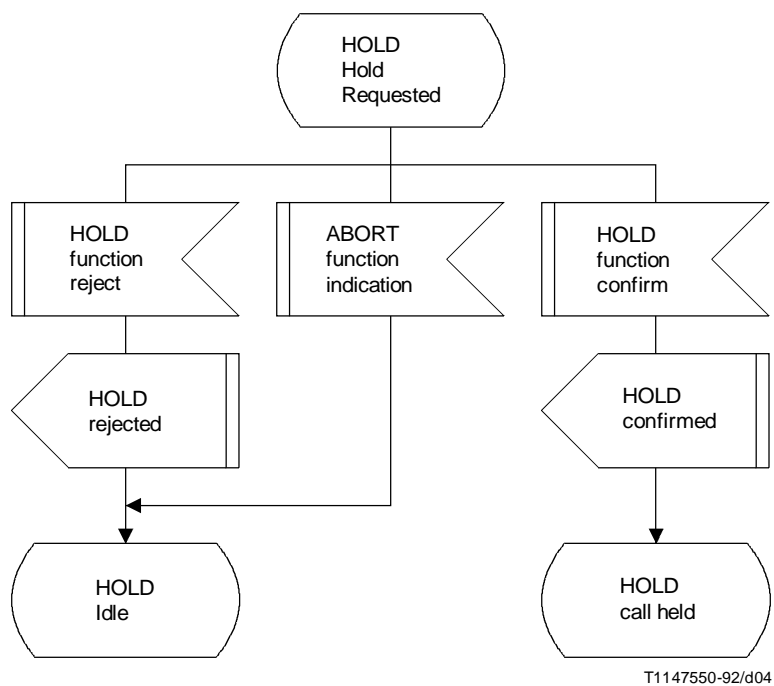 HOLD
Hold
Requested
HOLD
function
reject
ABORT
function
indication
HOLD
function
confirm
HOLD
rejected
HOLD
confirmed
HOLD
Idle
HOLD
call held
T1147550-92/d04